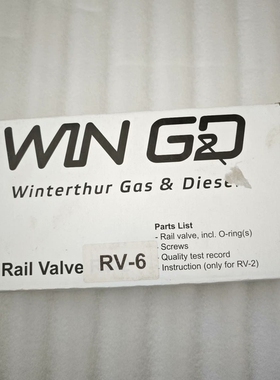 WIN G&D
Winterthur Gas & Diesel
Parts List
- Rail valve, incl. O-ring(s)
- Screws
- Quality test record
- Instruction (only for RV-2)
Rail Valve RV-6